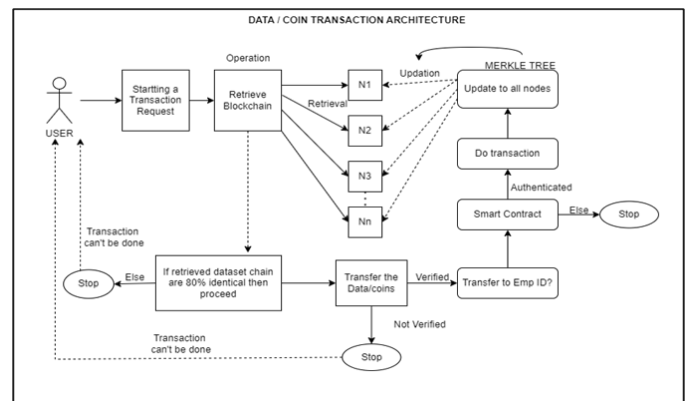 DATA / COIN TRANSACTION ARCHITECTURE
Operation
Startting a
Transaction
Request
Retrieve
Blockchain
Retrieval
N1
N2
N3
Nn
Updation
MERKLE TREE
Update to all nodes
Do transaction
Authenticated
Smart Contract
Else
Stop
USER
Transaction
can't be done
Stop
Else
If retrieved dataset chain
are 80% identical then
proceed
Transfer the
Data/coins
Verified
Transfer to Emp ID?
Not Verified
Transaction
can't be done
Stop